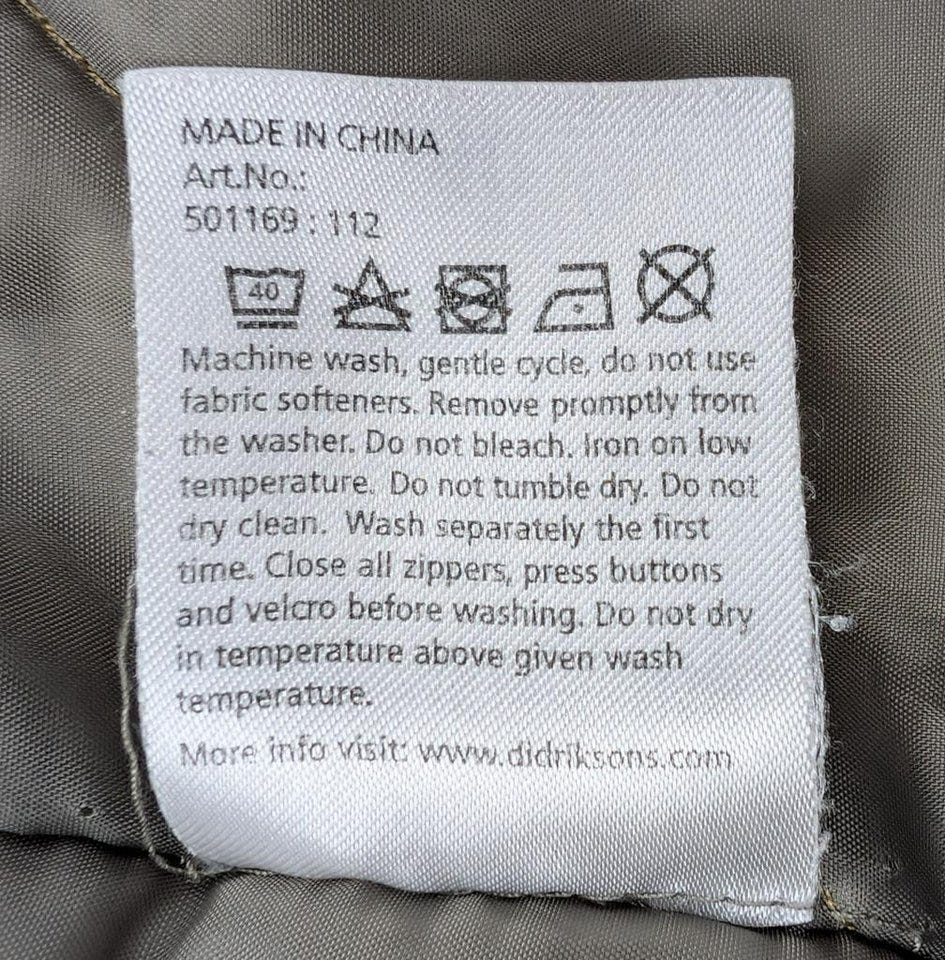 MADE IN CHINA
Art.No.:
501169 : 112
40
Machine wash, gentle cycle, do not use
fabric softeners. Remove promptly from
the washer. Do not bleach. Iron on low
temperature. Do not tumble dry. Do not
dry clean. Wash separately the first
time. Close all zippers, press buttons
and velcro before washing. Do not dry
in temperature above given wash
temperature.
More info visit: www.didriksons.com